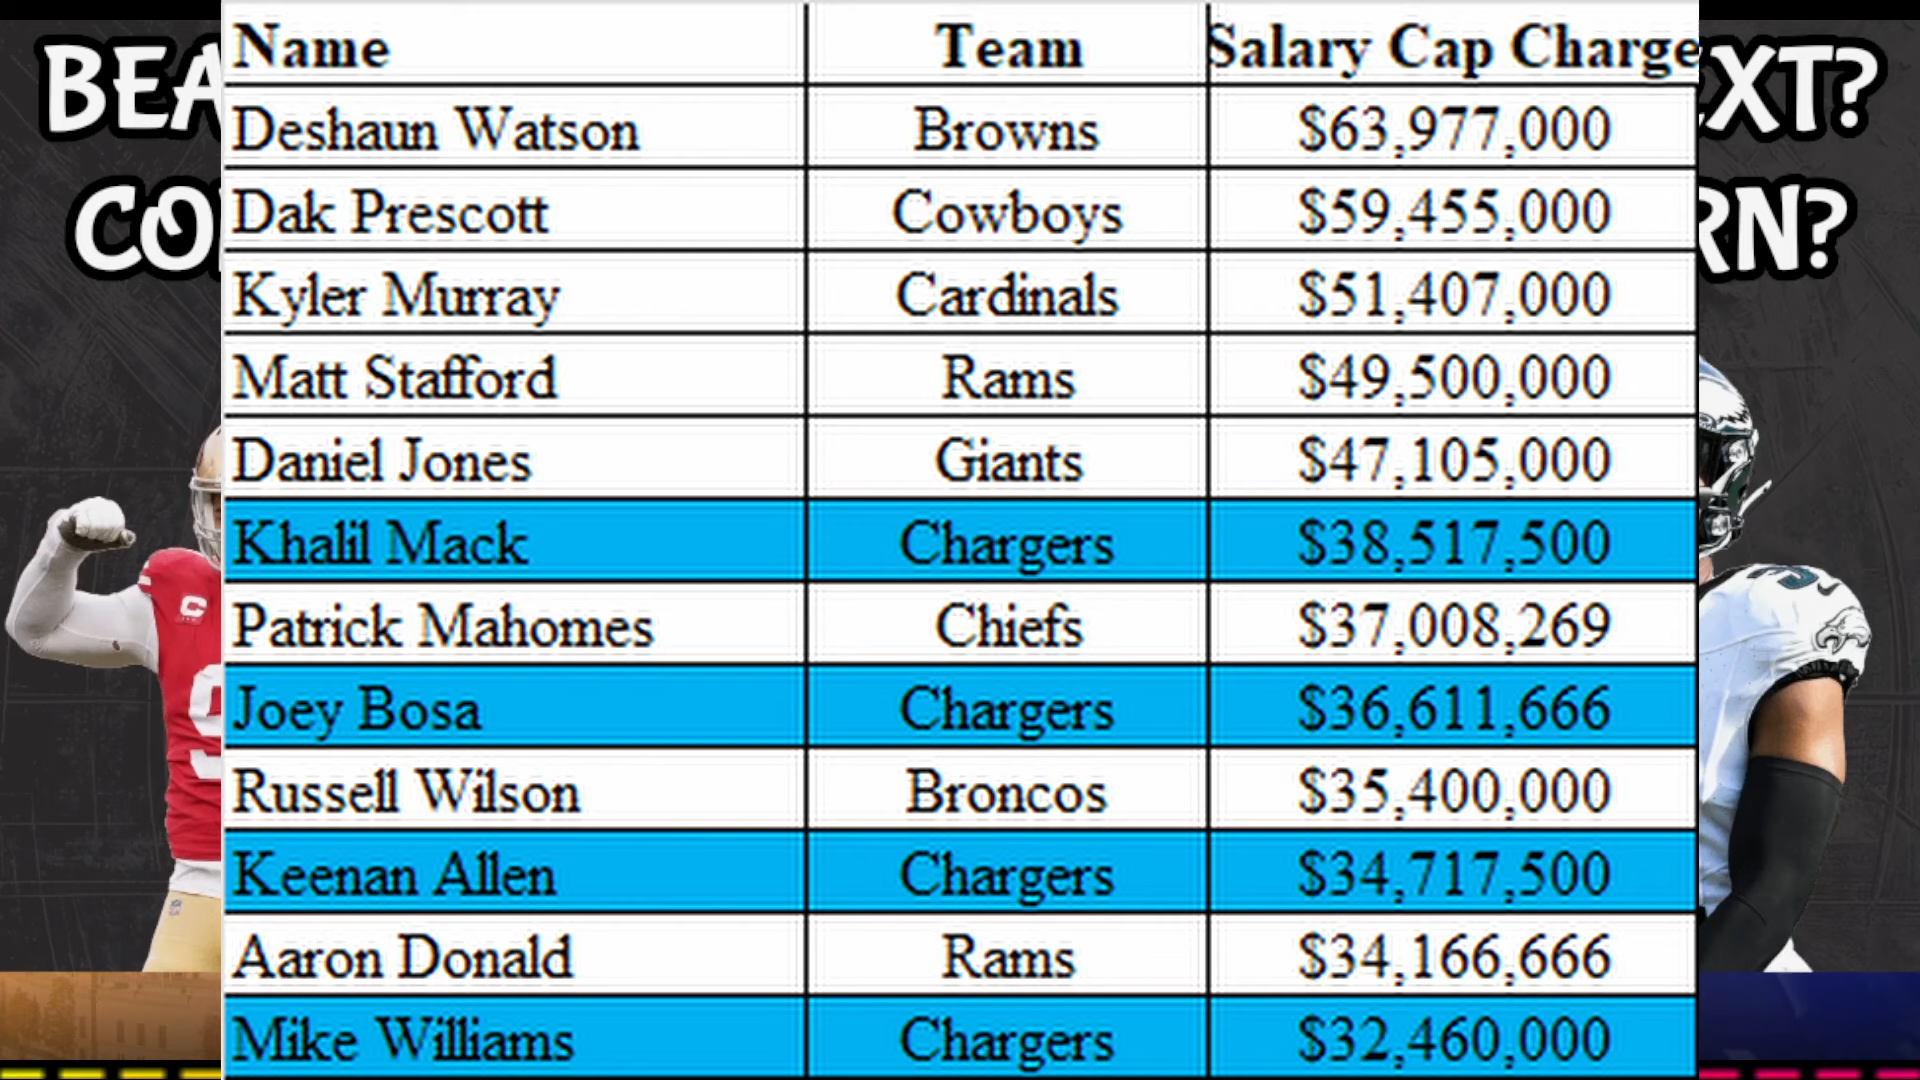 Name Team Salary Cap Charge
Deshaun Watson Browns $63,977,000
Dak Prescott Cowboys $59,455,000
Kyler Murray Cardinals $51,407,000
Matt Stafford Rams $49,500,000
Daniel Jones Giants $47,105,000
Khalil Mack Chargers $38,517,500
Patrick Mahomes Chiefs $37,008,269
Joey Bosa Chargers $36,611,666
Russell Wilson Broncos $35,400,000
Keenan Allen Chargers $34,717,500
Aaron Donald Rams $34,166,666
Mike Williams Chargers $32,460,000